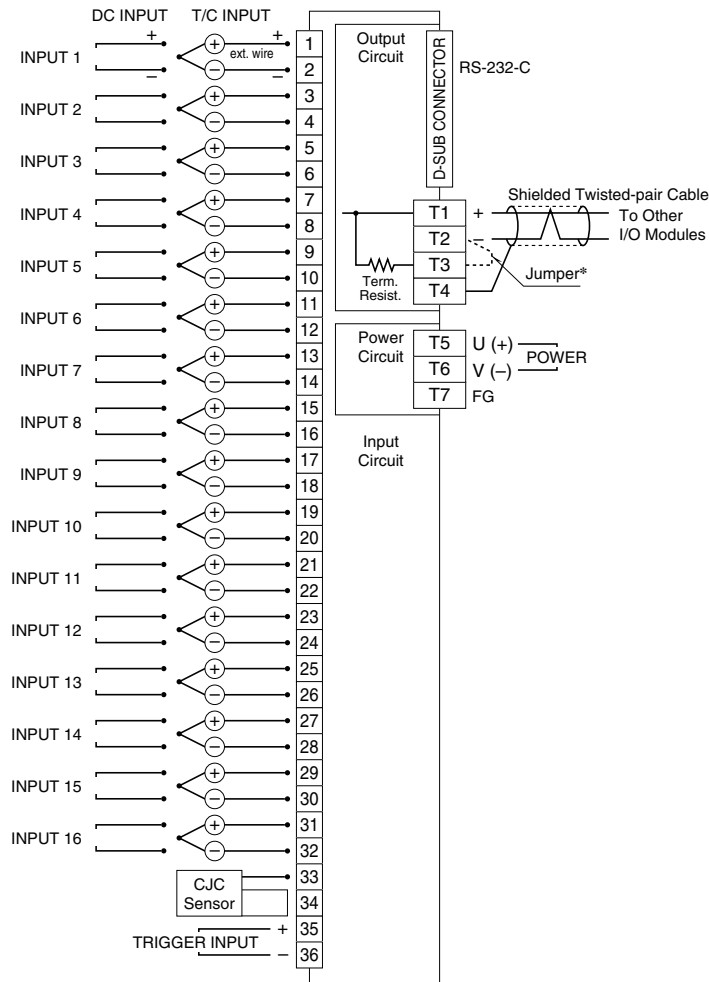 DC INPUT T/C INPUT
INPUT 1 + − + − ext. wire + − 1 2
INPUT 2 + − 3 4
INPUT 3 + − 5 6
INPUT 4 + − 7 8
INPUT 5 + − 9 10
INPUT 6 + − 11 12
INPUT 7 + − 13 14
INPUT 8 + − 15 16
INPUT 9 + − 17 18
INPUT 10 + − 19 20
INPUT 11 + − 21 22
INPUT 12 + − 23 24
INPUT 13 + − 25 26
INPUT 14 + − 27 28
INPUT 15 + − 29 30
INPUT 16 + − 31 32
CJC
Sensor
33
34
TRIGGER INPUT + − 35 36
Output
Circuit
D-SUB CONNECTOR
RS-232-C
Shielded Twisted-pair Cable
T1 +
T2 −
T3
T4
To Other
I/O Modules
Jumper*
Term.
Resist.
Power
Circuit
T5 U (+)
T6 V (–)
T7 FG
POWER
Input
Circuit